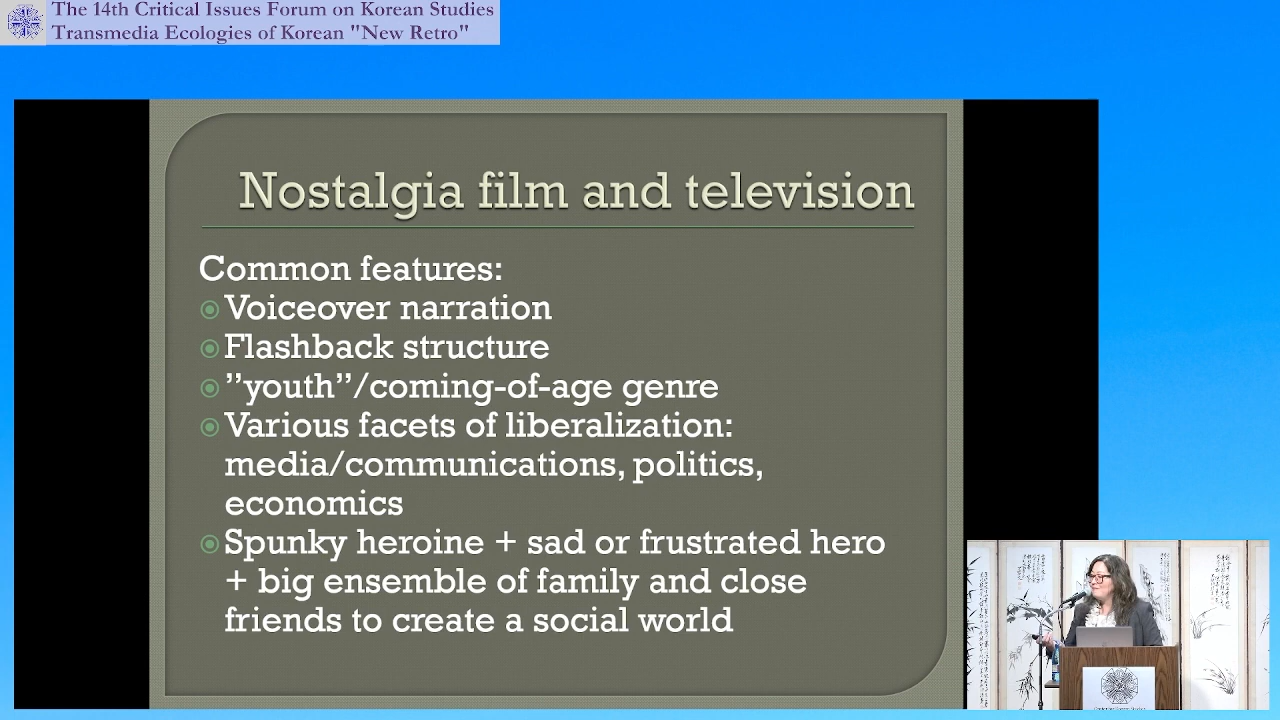 The 14th Critical Issues Forum on Korean Studies
Transmedia Ecologies of Korean "New Retro"
Nostalgia film and television
Common features:
Voiceover narration
Flashback structure
”youth”/coming-of-age genre
Various facets of liberalization:
media/communications, politics,
economics
Spunky heroine + sad or frustrated hero
+ big ensemble of family and close
friends to create a social world